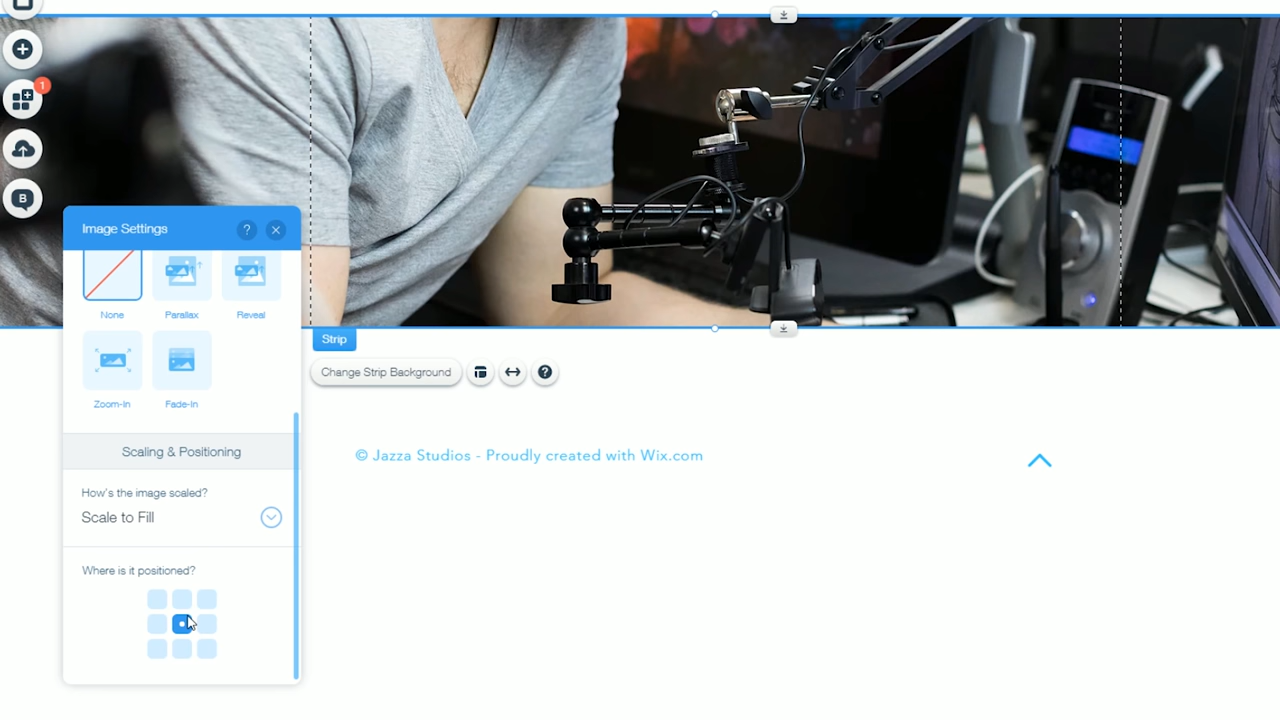 1
B
Image Settings
?
None
Parallax
Reveal
Zoom-In
Fade-In
Strip
Change Strip Background
?
Scaling & Positioning
© Jazza Studios - Proudly created with Wix.com
How's the image scaled?
Scale to Fill
Where is it positioned?